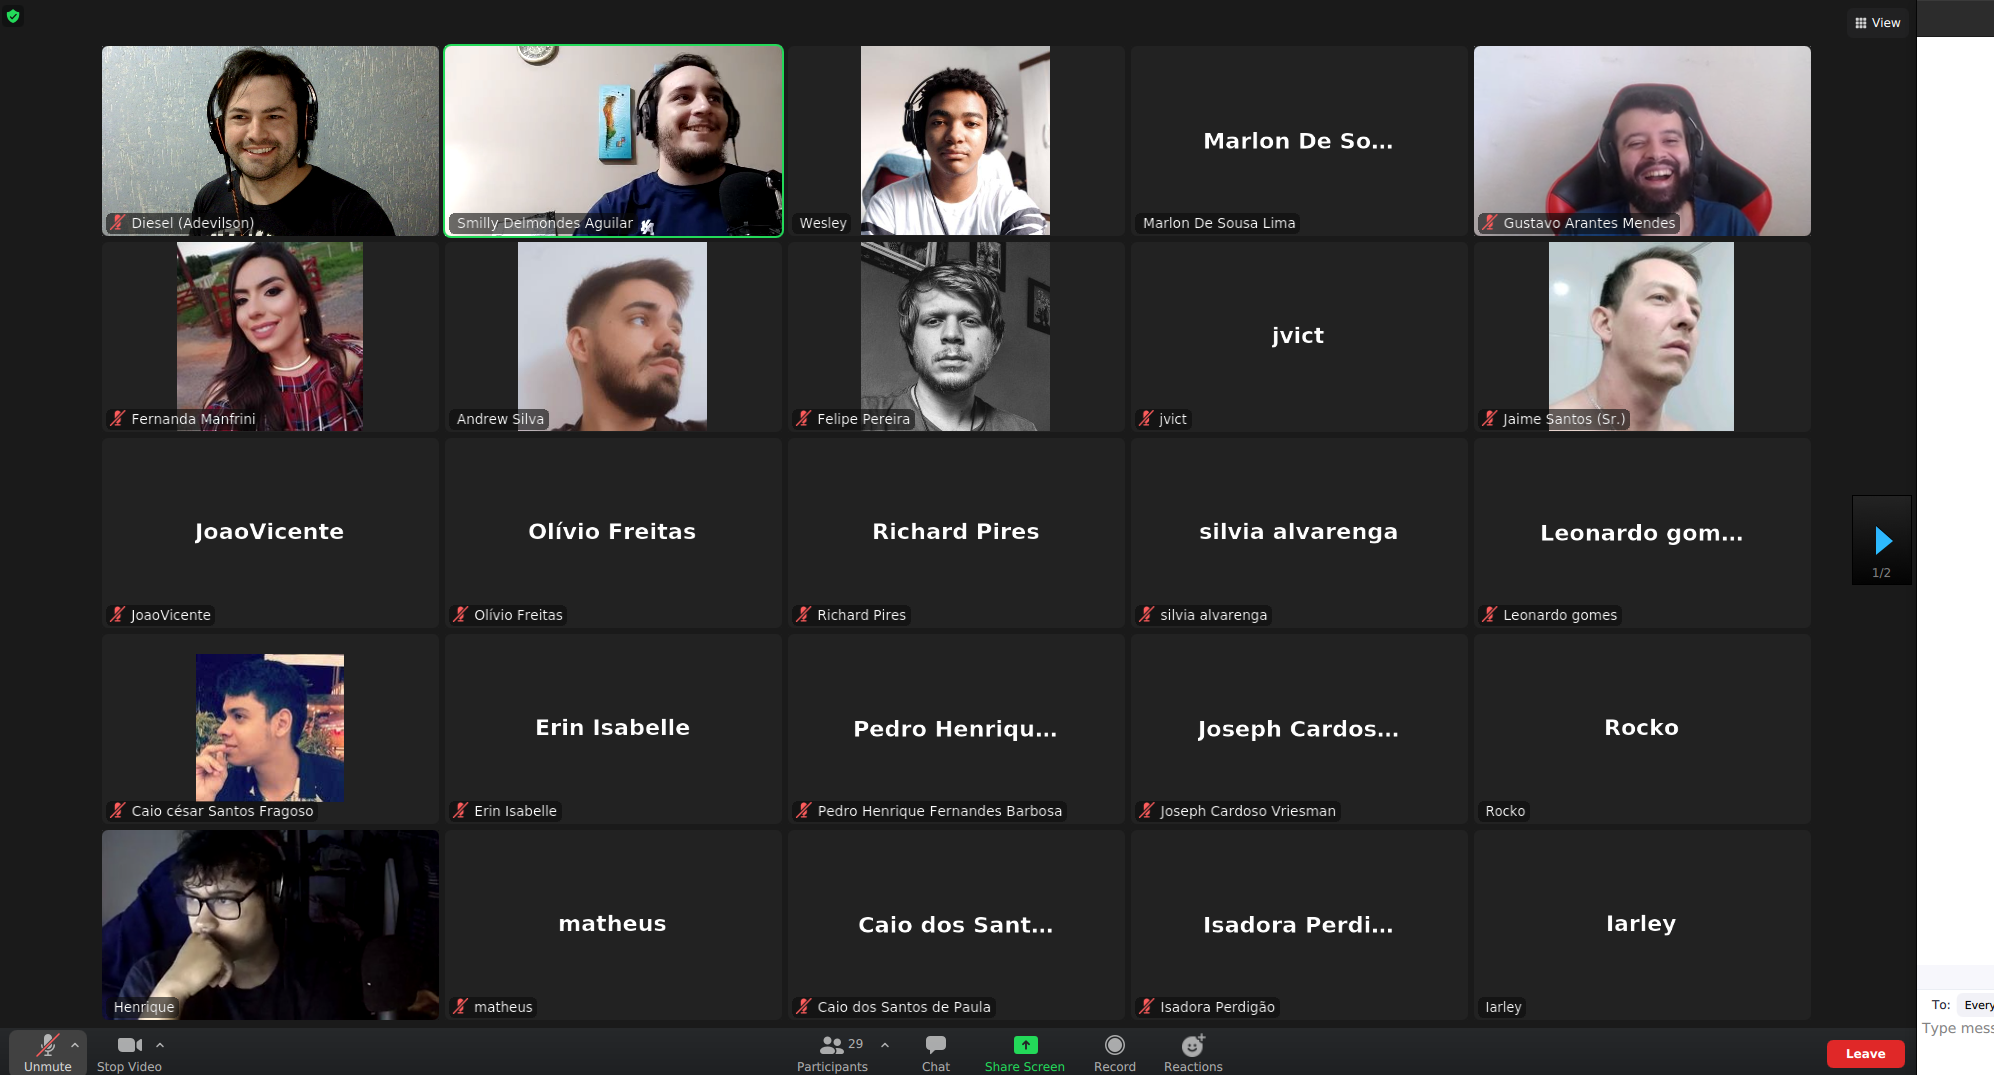 View
Diesel (Adevilson)
Smilly Delmondes Aguilar
Wesley
Marlon De So...
Marlon De Sousa Lima
Gustavo Arantes Mendes
Fernanda Manfrini
Andrew Silva
Felipe Pereira
jvict
jvict
Jaime Santos (Sr.)
JoaoVicente
JoaoVicente
Olívio Freitas
Olívio Freitas
Richard Pires
Richard Pires
silvia alvarenga
silvia alvarenga
Leonardo gom...
Leonardo gomes
1/2
Caio césar Santos Fragoso
Erin Isabelle
Erin Isabelle
Pedro Henriqu...
Pedro Henrique Fernandes Barbosa
Joseph Cardos...
Joseph Cardoso Vriesman
Rocko
Rocko
Henrique
matheus
matheus
Caio dos Sant...
Caio dos Santos de Paula
Isadora Perdi...
Isadora Perdigão
Iarley
Iarley
To: Every
Type mess
Unmute
Stop Video
29
Participants
Chat
Share Screen
Record
Reactions
Leave